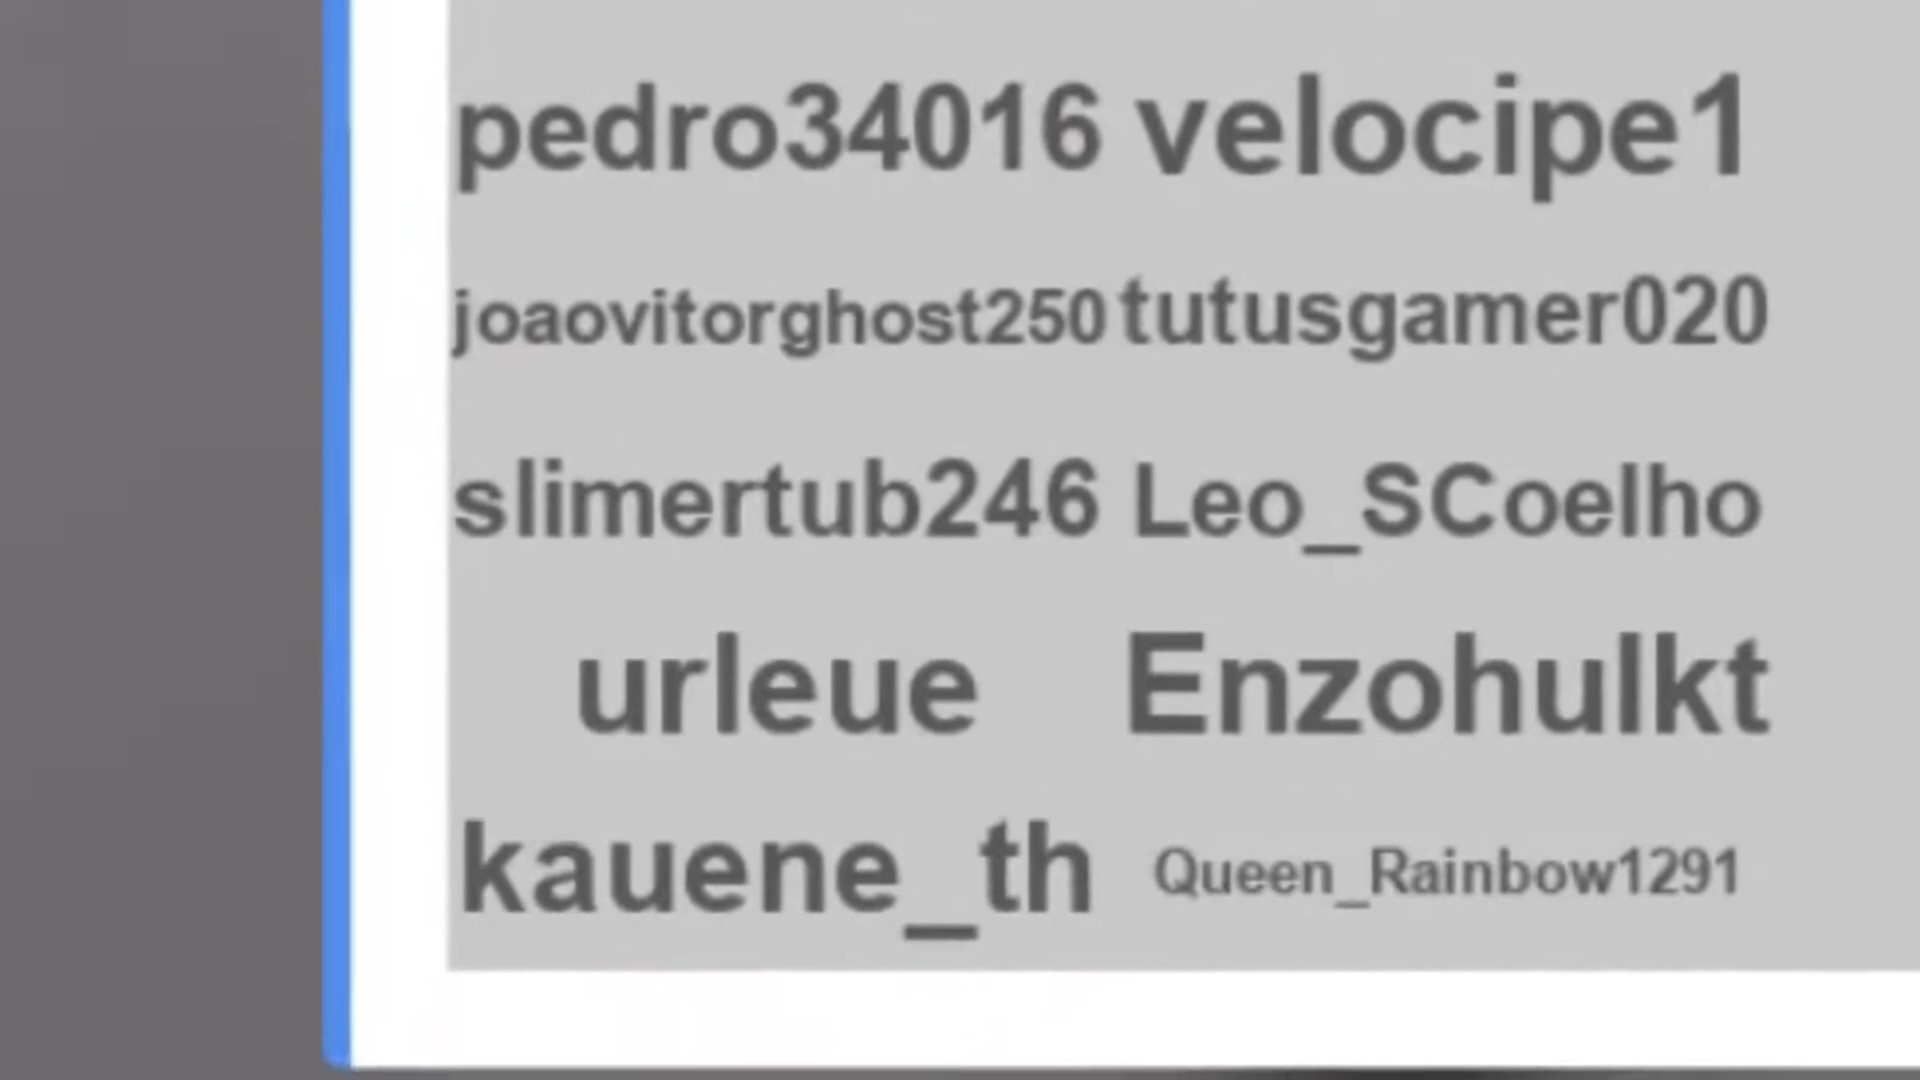 pedro34016 velocipe1
joaovitorghost250 tutusgamer020
slimertub246 Leo_SCoelho
urleue Enzohulkt
kauene_th Queen_Rainbow1291